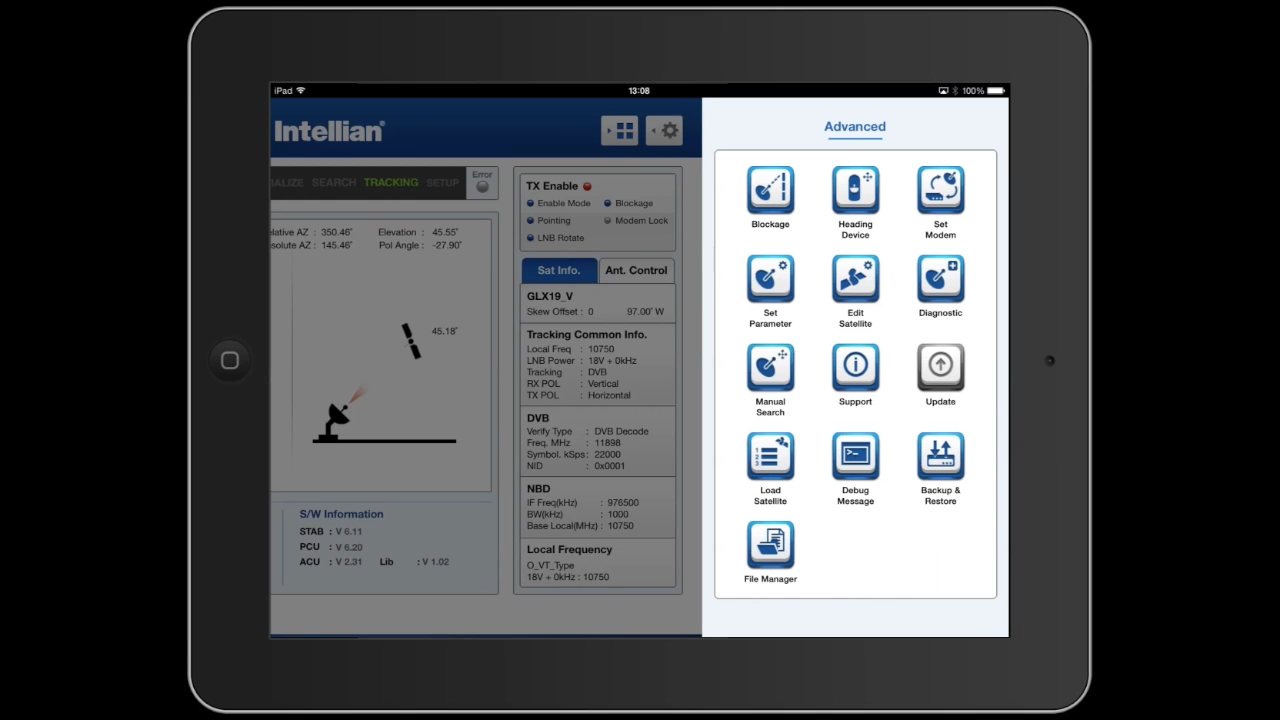 iPad
13:08
100%
Intellian®
Advanced
ALIZE SEARCH TRACKING SETUP
Error
lative AZ : 350.46°
Elevation : 45.55°
solute AZ : 145.46°
Pol Angle : -27.90°
45.18°
S/W Information
STAB : V 6.11
PCU : V 6.20
ACU : V 2.31 Lib : V 1.02
TX Enable
Enable Mode
Blockage
Pointing
Modem Lock
LNB Rotate
Sat Info.
Ant. Control
GLX19_V
Skew Offset : 0 97.00° W
Tracking Common Info.
Local Freq : 10750
LNB Power : 18V + 0kHz
Tracking : DVB
RX POL : Vertical
TX POL : Horizontal
DVB
Verify Type : DVB Decode
Freq. MHz : 11898
Symbol. kSps : 22000
NID : 0x0001
NBD
IF Freq(kHz) : 976500
BW(kHz) : 1000
Base Local(MHz) : 10750
Local Frequency
O_VT_Type
18V + 0kHz : 10750
Blockage
Heading
Device
Set
Modem
Set
Parameter
Edit
Satellite
Diagnostic
Manual
Search
Support
Update
Load
Satellite
Debug
Message
Backup &
Restore
File Manager